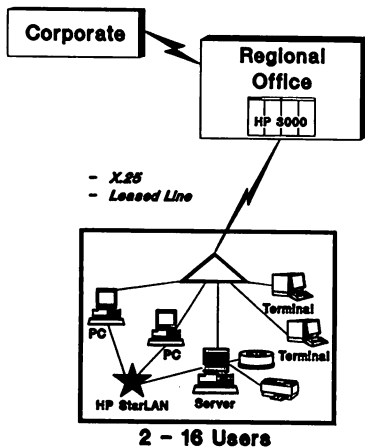 Corporate
Regional
Office
HP 3000
- X.25
- Leased Line
PC
PC
Terminal
Terminal
HP StarLAN
Server
2 - 16 Users